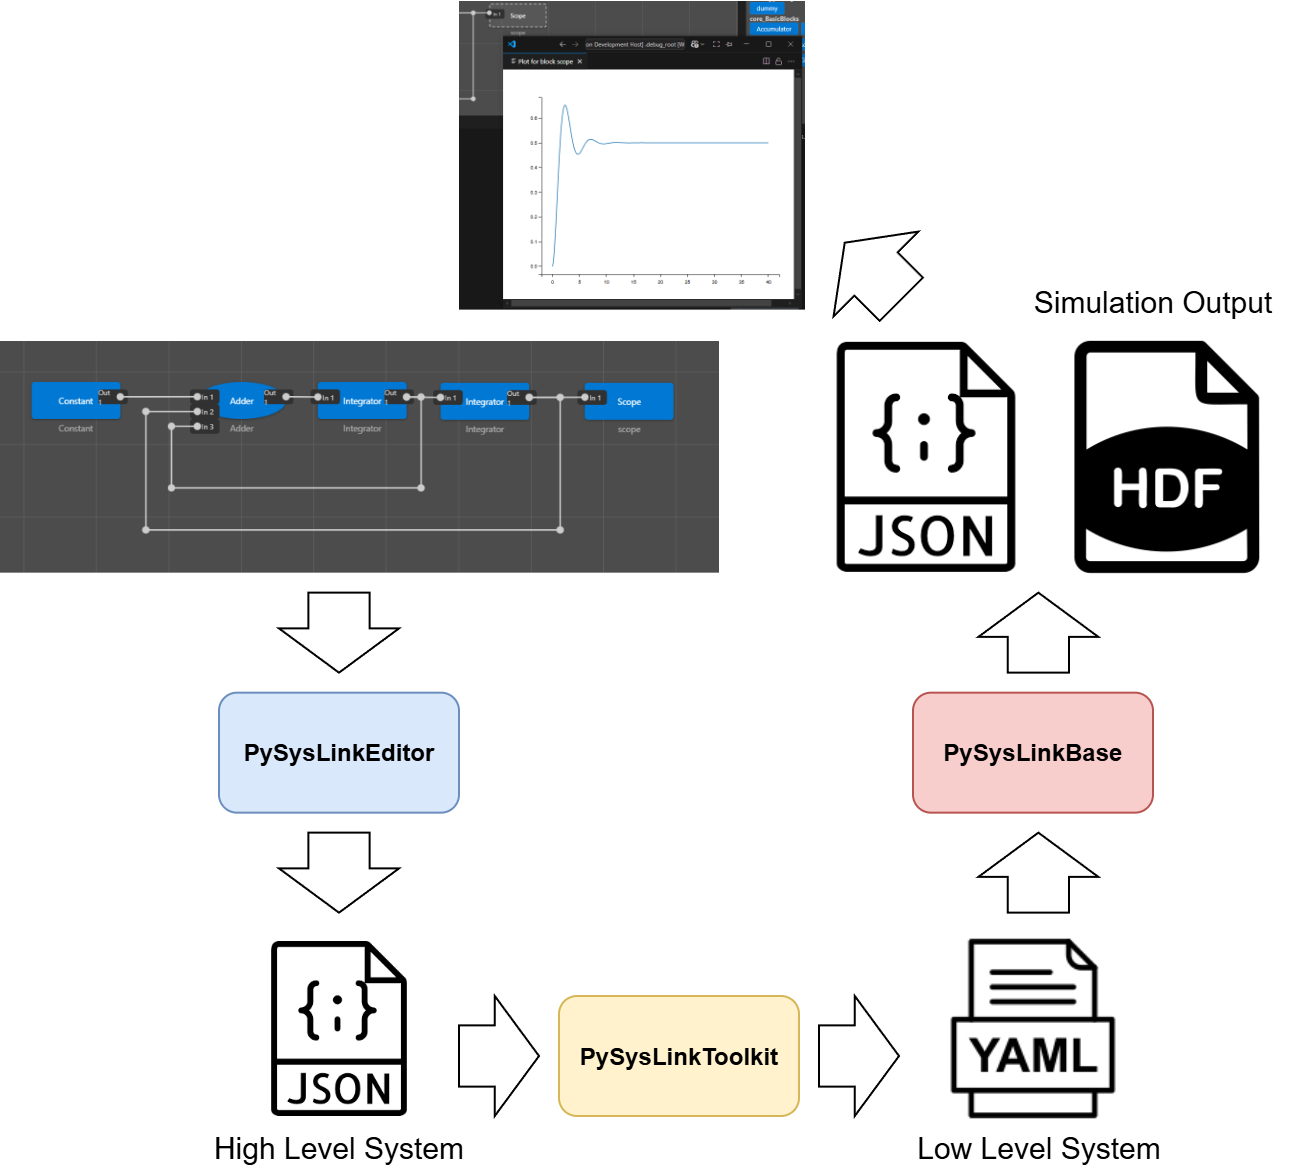 In 1
Scope
scope
dummy
core_BasicBlocks
Accumulator
on Development Host] .debug_root [W
Plot for block scope
0.6
0.5
0.4
0.3
0.2
0.1
0.0
0 5 10 15 20 25 30 35 40
Simulation Output
Constant
Out
1
Constant
In 1
In 2
In 3
Adder
Out
1
Adder
In 1
Integrator
Out
1
Integrator
In 1
Integrator
Out
1
Integrator
In 1
Scope
scope
{;}
JSON
HDF
PySysLinkEditor
PySysLinkBase
{;}
JSON
PySysLinkToolkit
YAML
High Level System
Low Level System